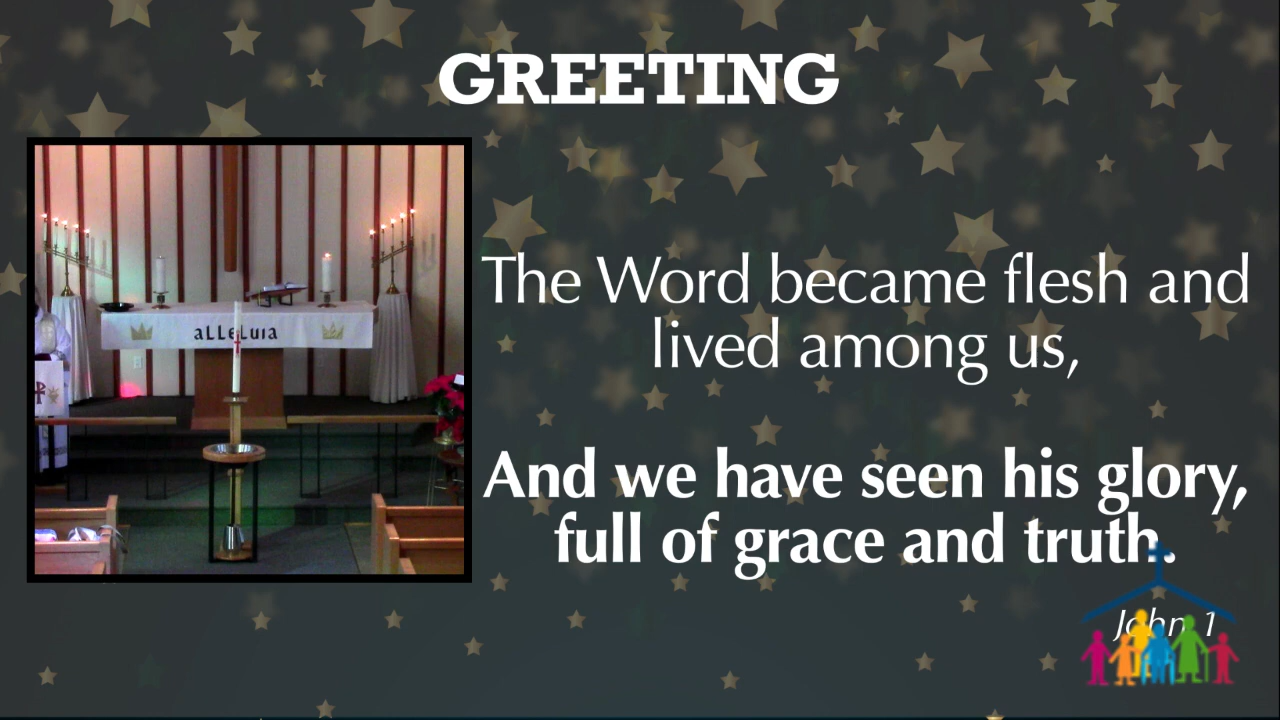 GREETING
aLLeLuia
The Word became flesh and
lived among us,
And we have seen his glory,
full of grace and truth.
John 1